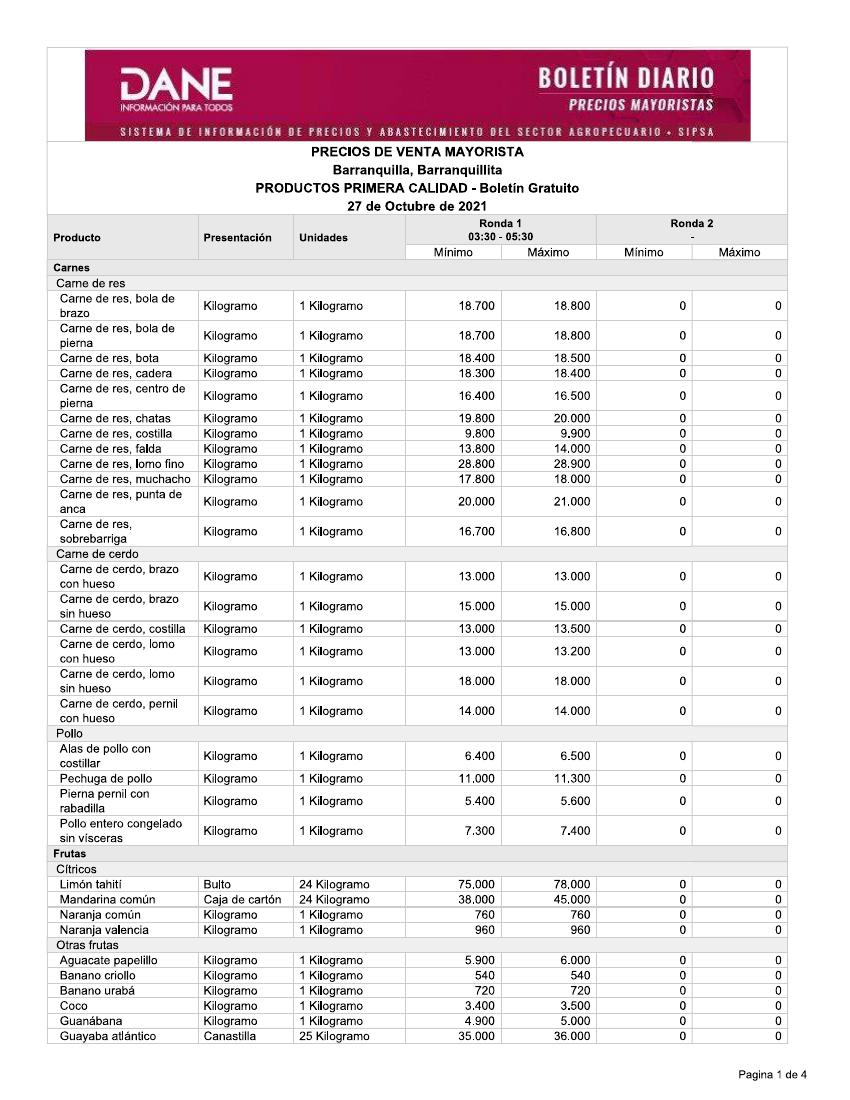 DANE
INFORMACIÓN PARA TODOS
BOLETÍN DIARIO
PRECIOS MAYORISTAS
SISTEMA DE INFORMACIÓN DE PRECIOS Y ABASTECIMIENTO DEL SECTOR AGROPECUARIO • SIPSA
PRECIOS DE VENTA MAYORISTA
Barranquilla, Barranquillita
PRODUCTOS PRIMERA CALIDAD - Boletín Gratuito
27 de Octubre de 2021
Producto Presentación Unidades Ronda 1 Ronda 2
03:30 - 05:30 -
Mínimo Máximo Mínimo Máximo
Carnes
Carne de res
Carne de res, bola de
brazo Kilogramo 1 Kilogramo 18.700 18.800 0 0
Carne de res, bola de
pierna Kilogramo 1 Kilogramo 18.700 18.800 0 0
Carne de res, bota Kilogramo 1 Kilogramo 18.400 18.500 0 0
Carne de res, cadera Kilogramo 1 Kilogramo 18.300 18.400 0 0
Carne de res, centro de
pierna Kilogramo 1 Kilogramo 16.400 16.500 0 0
Carne de res, chatas Kilogramo 1 Kilogramo 19.800 20.000 0 0
Carne de res, costilla Kilogramo 1 Kilogramo 9.800 9.900 0 0
Carne de res, falda Kilogramo 1 Kilogramo 13.800 14.000 0 0
Carne de res, lomo fino Kilogramo 1 Kilogramo 28.800 28.900 0 0
Carne de res, muchacho Kilogramo 1 Kilogramo 17.800 18.000 0 0
Carne de res, punta de
anca Kilogramo 1 Kilogramo 20.000 21.000 0 0
Carne de res,
sobrebarriga Kilogramo 1 Kilogramo 16.700 16.800 0 0
Carne de cerdo
Carne de cerdo, brazo
con hueso Kilogramo 1 Kilogramo 13.000 13.000 0 0
Carne de cerdo, brazo
sin hueso Kilogramo 1 Kilogramo 15.000 15.000 0 0
Carne de cerdo, costilla Kilogramo 1 Kilogramo 13.000 13.500 0 0
Carne de cerdo, lomo
con hueso Kilogramo 1 Kilogramo 13.000 13.200 0 0
Carne de cerdo, lomo
sin hueso Kilogramo 1 Kilogramo 18.000 18.000 0 0
Carne de cerdo, pernil
con hueso Kilogramo 1 Kilogramo 14.000 14.000 0 0
Pollo
Alas de pollo con
costillar Kilogramo 1 Kilogramo 6.400 6.500 0 0
Pechuga de pollo Kilogramo 1 Kilogramo 11.000 11.300 0 0
Pierna pernil con
rabadilla Kilogramo 1 Kilogramo 5.400 5.600 0 0
Pollo entero congelado
sin vísceras Kilogramo 1 Kilogramo 7.300 7.400 0 0
Frutas
Cítricos
Limón tahití Bulto 24 Kilogramo 75.000 78.000 0 0
Mandarina común Caja de cartón 24 Kilogramo 38.000 45.000 0 0
Naranja común Kilogramo 1 Kilogramo 760 760 0 0
Naranja valencia Kilogramo 1 Kilogramo 960 960 0 0
Otras frutas
Aguacate papelillo Kilogramo 1 Kilogramo 5.900 6.000 0 0
Banano criollo Kilogramo 1 Kilogramo 540 540 0 0
Banano urabá Kilogramo 1 Kilogramo 720 720 0 0
Coco Kilogramo 1 Kilogramo 3.400 3.500 0 0
Guanábana Kilogramo 1 Kilogramo 4.900 5.000 0 0
Guayaba atlántico Canastilla 25 Kilogramo 35.000 36.000 0 0
Pagina 1 de 4